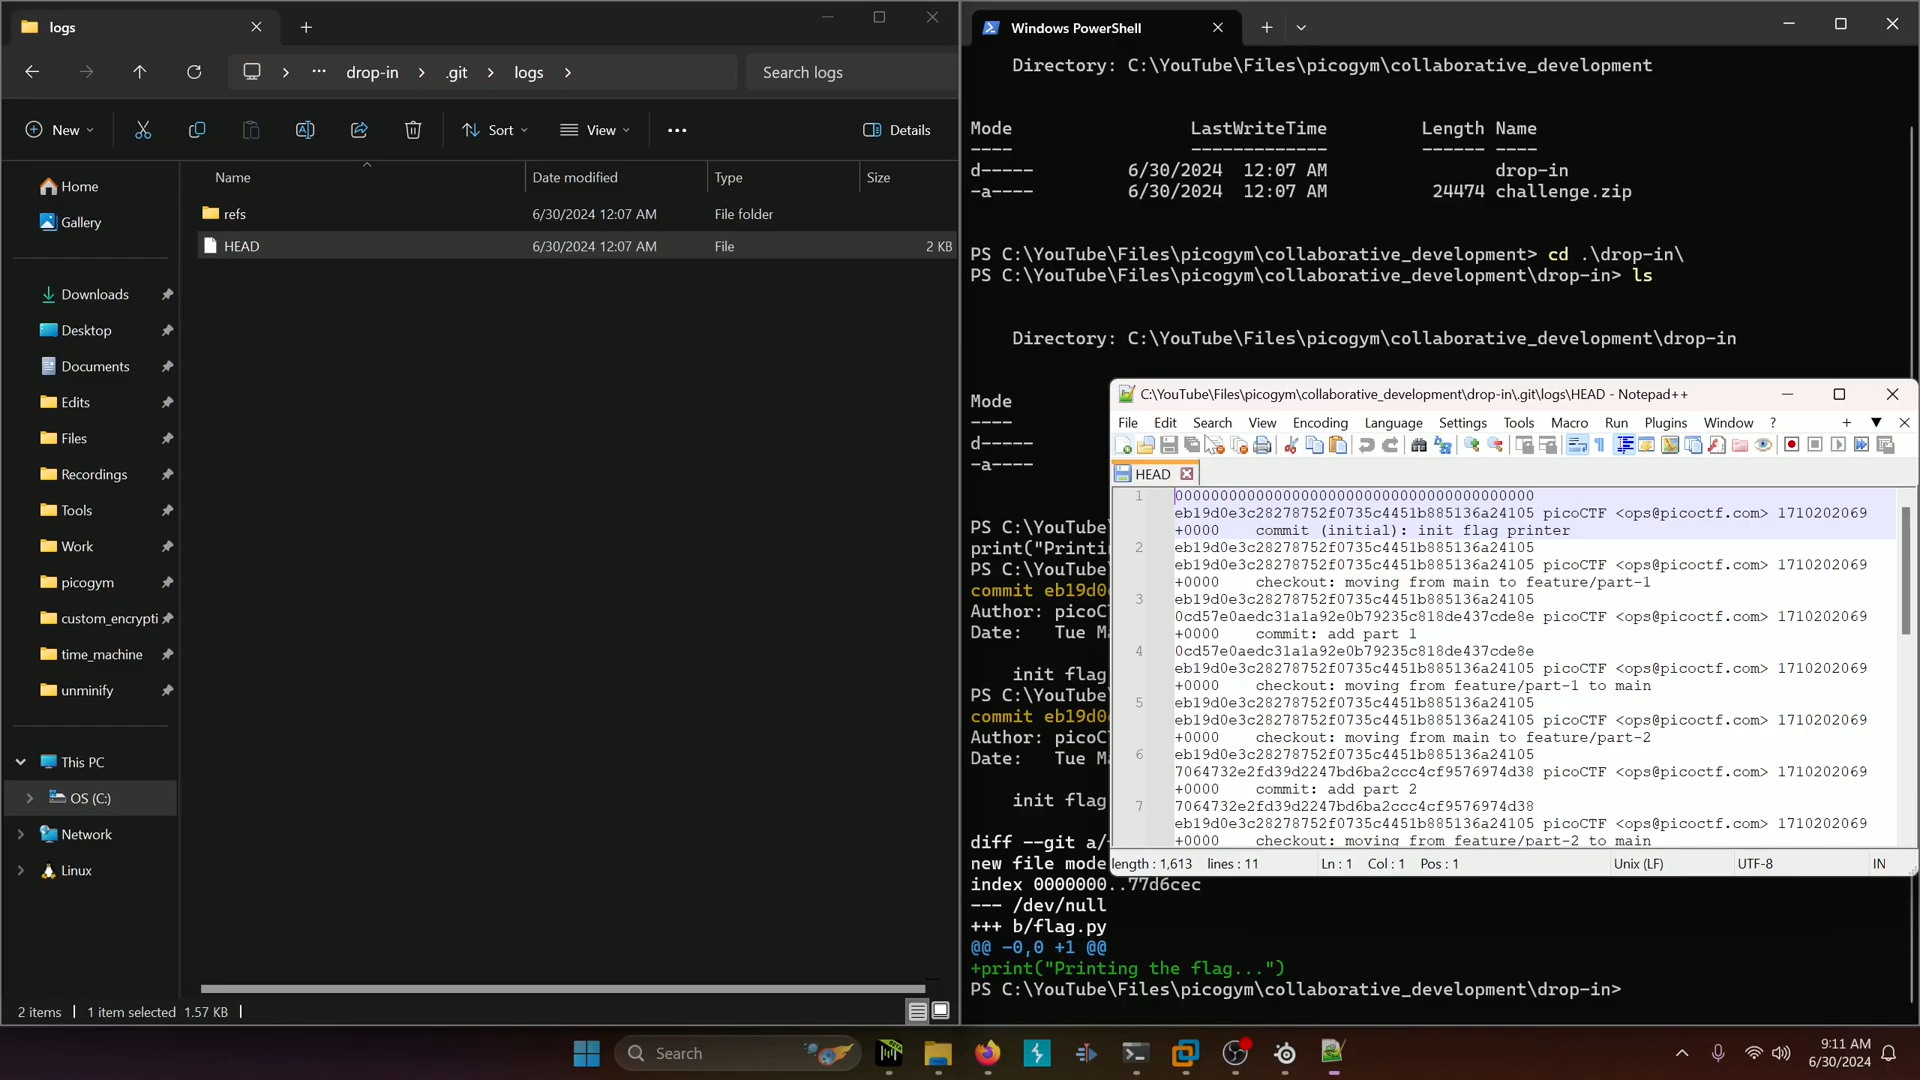 logs
drop-in
.git
logs
Search logs
New
Sort
View
Details
Name
Date modified
Type
Size
refs
6/30/2024 12:07 AM
File folder
HEAD
6/30/2024 12:07 AM
File
2 KB
Home
Gallery
Downloads
Desktop
Documents
Edits
Files
Recordings
Tools
Work
picogym
custom_encrypti
time_machine
unminify
This PC
OS (C:)
Network
Linux
2 items
1 item selected 1.57 KB
Windows PowerShell
Directory: C:\YouTube\Files\picogym\collaborative_development
Mode LastWriteTime Length Name
---- ------------- ------ ----
d----- 6/30/2024 12:07 AM drop-in
-a---- 6/30/2024 12:07 AM 24474 challenge.zip
PS C:\YouTube\Files\picogym\collaborative_development> cd .\drop-in\
PS C:\YouTube\Files\picogym\collaborative_development\drop-in> ls
Directory: C:\YouTube\Files\picogym\collaborative_development\drop-in
Mode
----
d-----
-a----
PS C:\YouTube
print("Printin
PS C:\YouTube
commit eb19d0
Author: picoC
Date: Tue Ma
init flag
PS C:\YouTube
commit eb19d0
Author: picoC
Date: Tue Ma
init flag
diff --git a/
new file mode
index 0000000..77d6cec
--- /dev/null
+++ b/flag.py
@@ -0,0 +1 @@
+print("Printing the flag...")
PS C:\YouTube\Files\picogym\collaborative_development\drop-in>
C:\YouTube\Files\picogym\collaborative_development\drop-in\.git\logs\HEAD - Notepad++
File Edit Search View Encoding Language Settings Tools Macro Run Plugins Window ?
HEAD
1 0000000000000000000000000000000000000000
eb19d0e3c28278752f0735c4451b885136a24105 picoCTF <ops@picoctf.com> 1710202069
+0000 commit (initial): init flag printer
2 eb19d0e3c28278752f0735c4451b885136a24105
eb19d0e3c28278752f0735c4451b885136a24105 picoCTF <ops@picoctf.com> 1710202069
+0000 checkout: moving from main to feature/part-1
3 eb19d0e3c28278752f0735c4451b885136a24105
0cd57e0aedc31a1a92e0b79235c818de437cde8e picoCTF <ops@picoctf.com> 1710202069
+0000 commit: add part 1
4 0cd57e0aedc31a1a92e0b79235c818de437cde8e
eb19d0e3c28278752f0735c4451b885136a24105 picoCTF <ops@picoctf.com> 1710202069
+0000 checkout: moving from feature/part-1 to main
5 eb19d0e3c28278752f0735c4451b885136a24105
eb19d0e3c28278752f0735c4451b885136a24105 picoCTF <ops@picoctf.com> 1710202069
+0000 checkout: moving from main to feature/part-2
6 eb19d0e3c28278752f0735c4451b885136a24105
7064732e2fd39d2247bd6ba2ccc4cf9576974d38 picoCTF <ops@picoctf.com> 1710202069
+0000 commit: add part 2
7 7064732e2fd39d2247bd6ba2ccc4cf9576974d38
eb19d0e3c28278752f0735c4451b885136a24105 picoCTF <ops@picoctf.com> 1710202069
+0000 checkout: moving from feature/part-2 to main
length : 1,613 lines : 11 Ln : 1 Col : 1 Pos : 1 Unix (LF) UTF-8 IN
Search
9:11 AM
6/30/2024